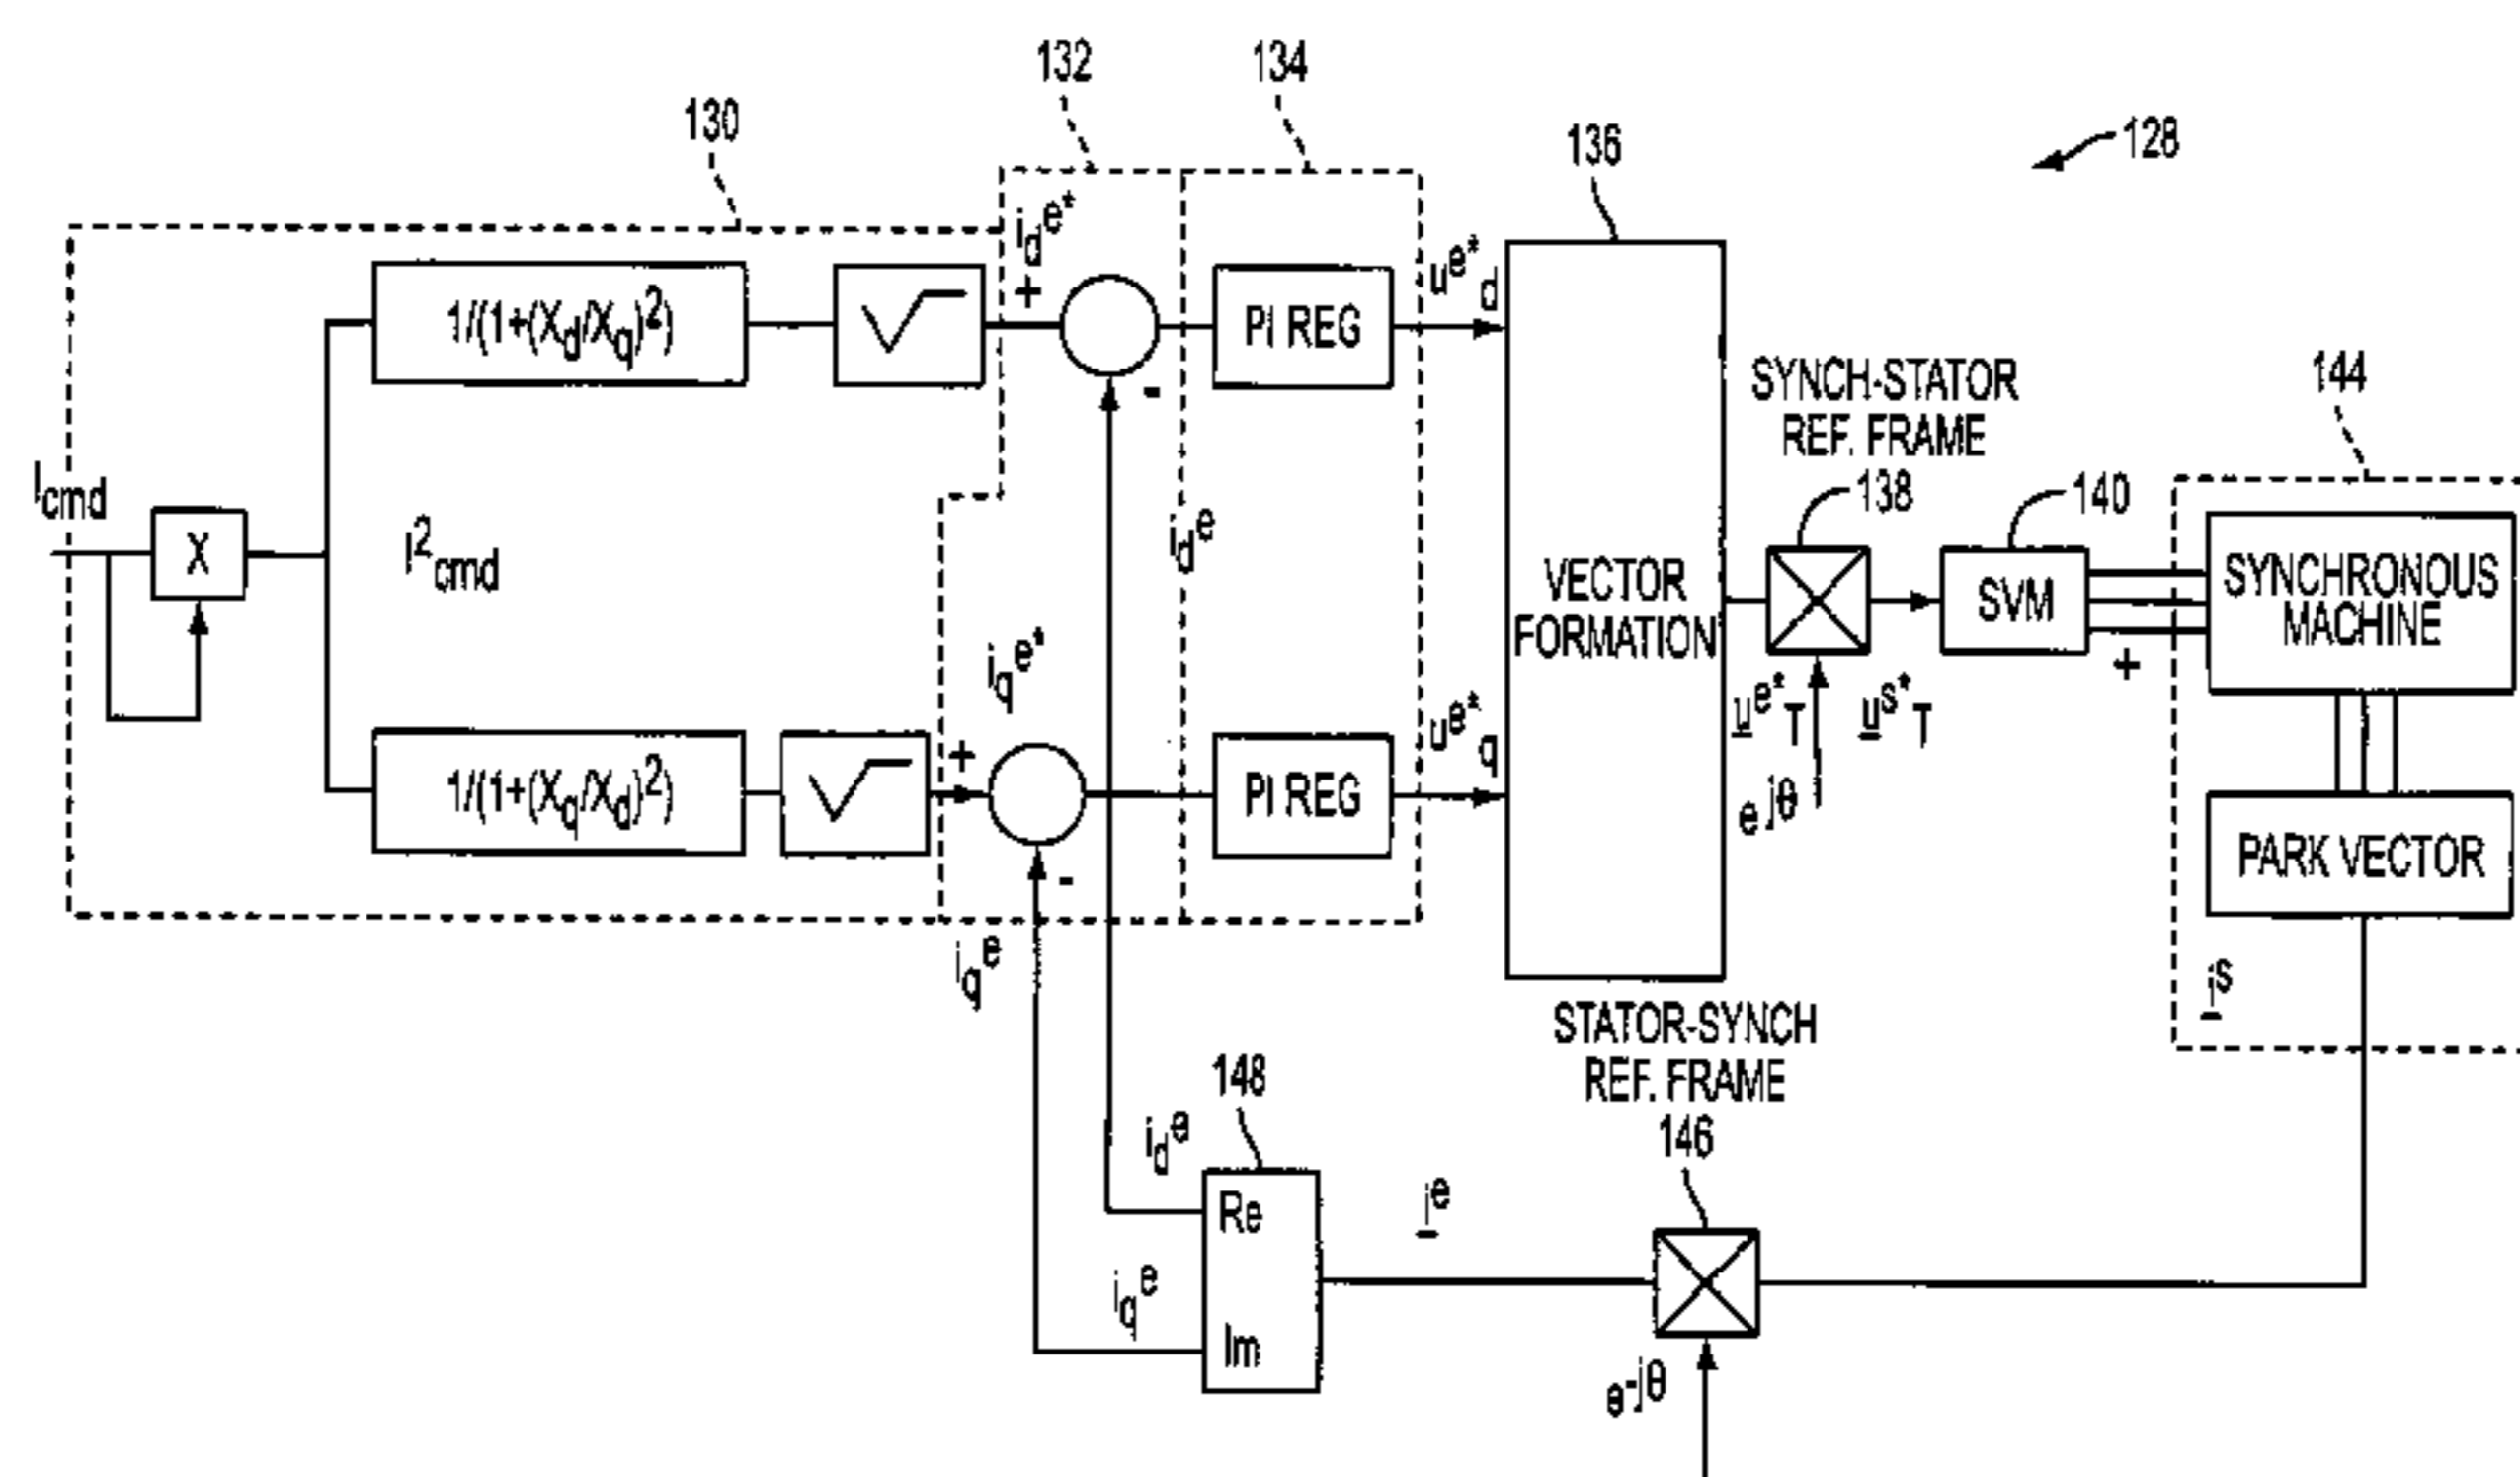 132
134
130
136
128
i_d^e*
+
u^e*_d
1/(1+(X_d/X_q)^2)
√
PI REG
-
SYNCH-STATOR
REF. FRAME
144
I_cmd
138
140
X
I^2_cmd
i_d^e
VECTOR
FORMATION
SVM
SYNCHRONOUS
MACHINE
+
i_q^e*
+
u^e*_q
u^e*_T
u^s*_T
1/(1+(X_q/X_d)^2)
√
PI REG
e^jθ
PARK VECTOR
-
i_q^e
i^s
STATOR-SYNCH
REF. FRAME
148
146
i_d^e
Re
i^e
i_q^e
Im
e^-jθ